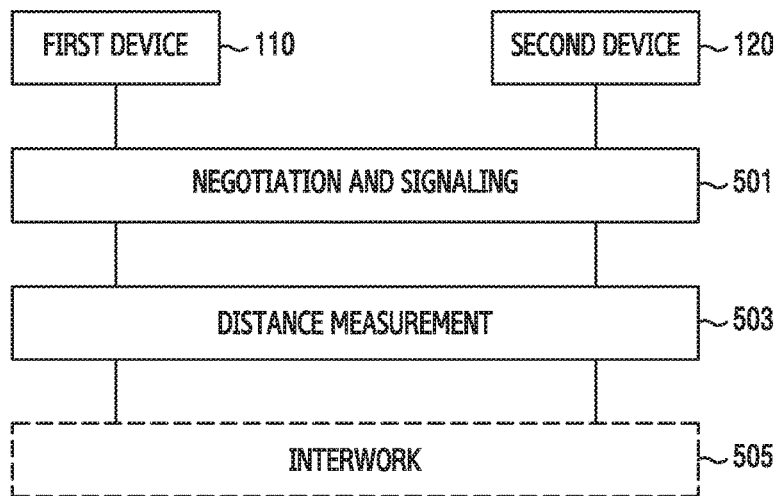 FIRST DEVICE 110
SECOND DEVICE 120
NEGOTIATION AND SIGNALING 501
DISTANCE MEASUREMENT 503
INTERWORK 505